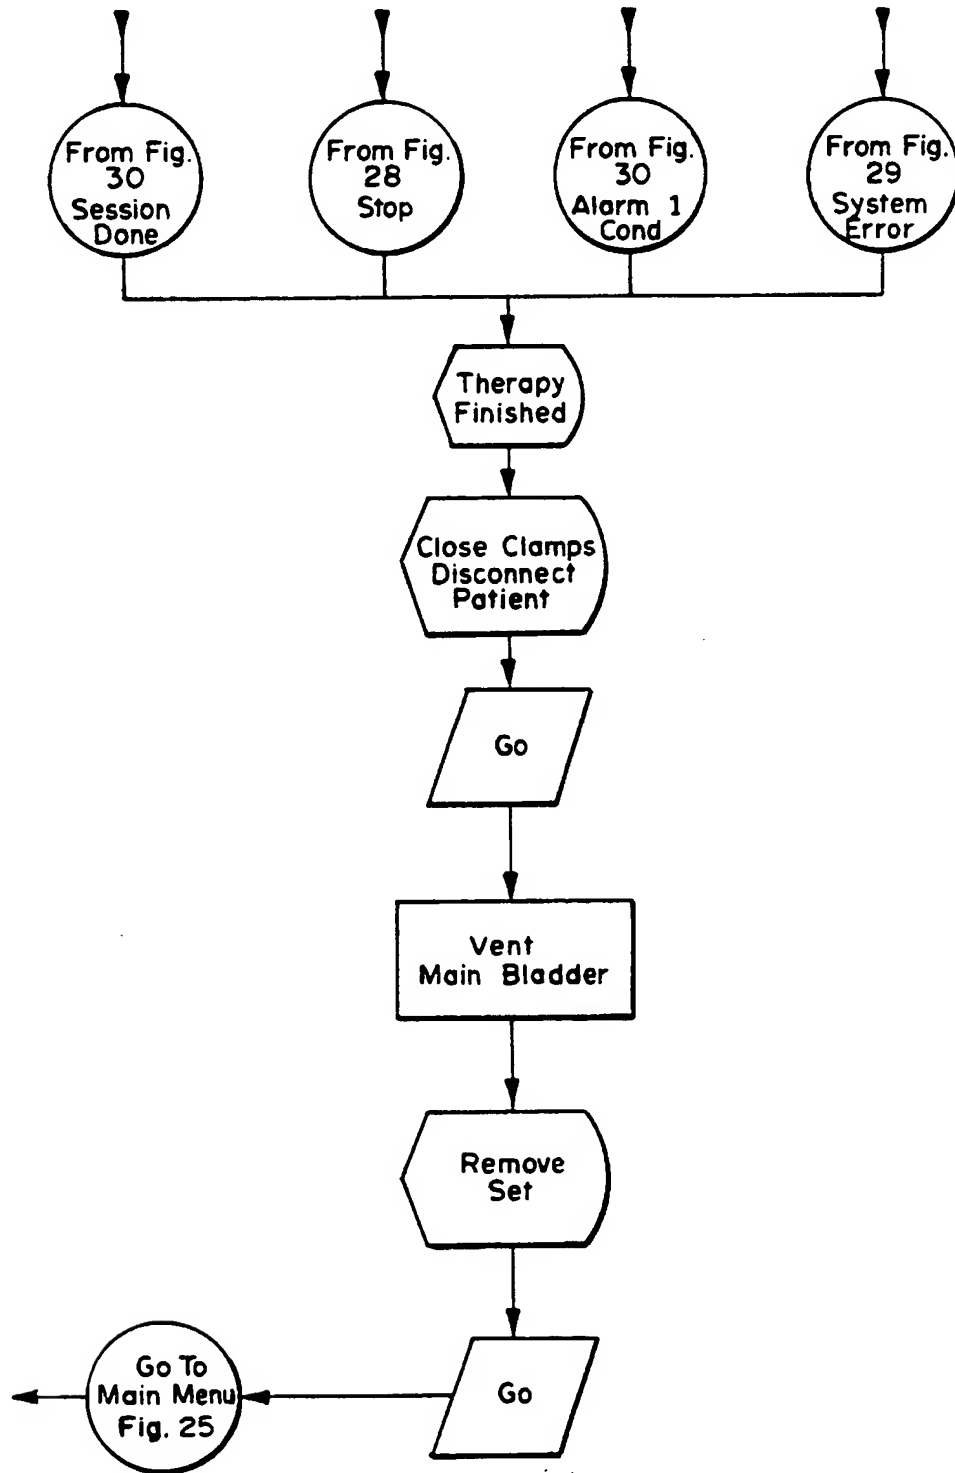 From Fig.
30
Session
Done
From Fig.
28
Stop
From Fig.
30
Alarm 1
Cond
From Fig.
29
System
Error
Therapy
Finished
Close Clamps
Disconnect
Patient
Go
Vent
Main Bladder
Remove
Set
Go
Go To
Main Menu
Fig. 25